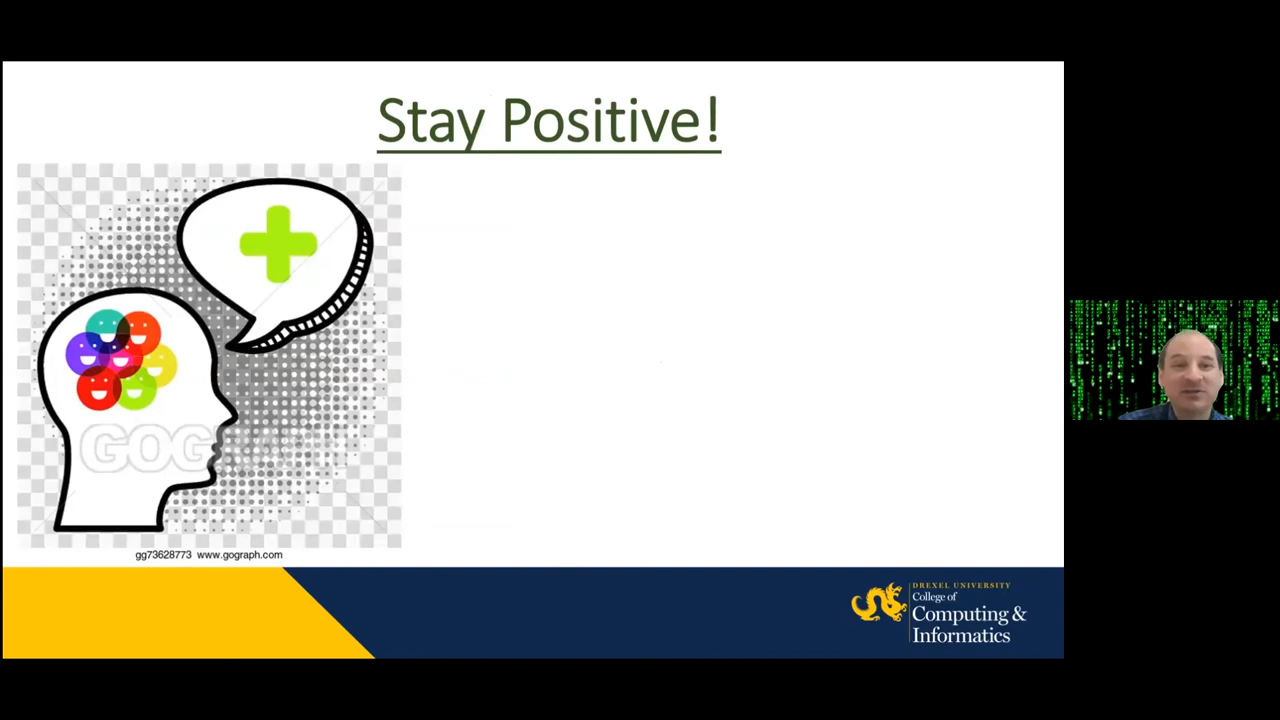 Stay Positive!
GOG
gg73628773 www.gograph.com
DREXEL UNIVERSITY
College of
Computing &
Informatics